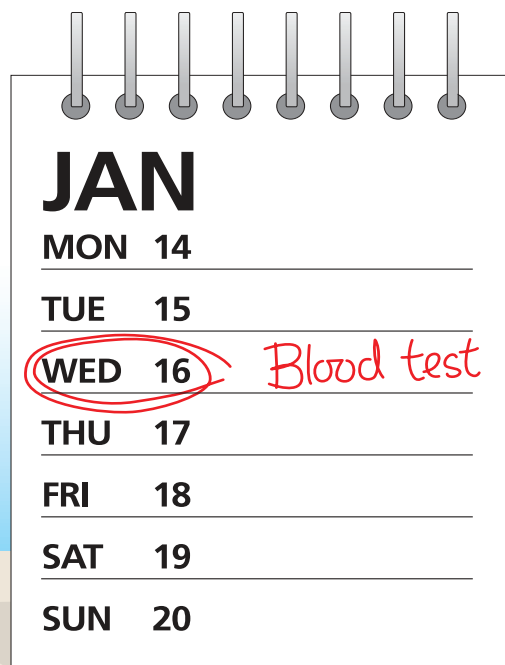 JAN
MON 14
TUE 15
WED 16 Blood test
THU 17
FRI 18
SAT 19
SUN 20